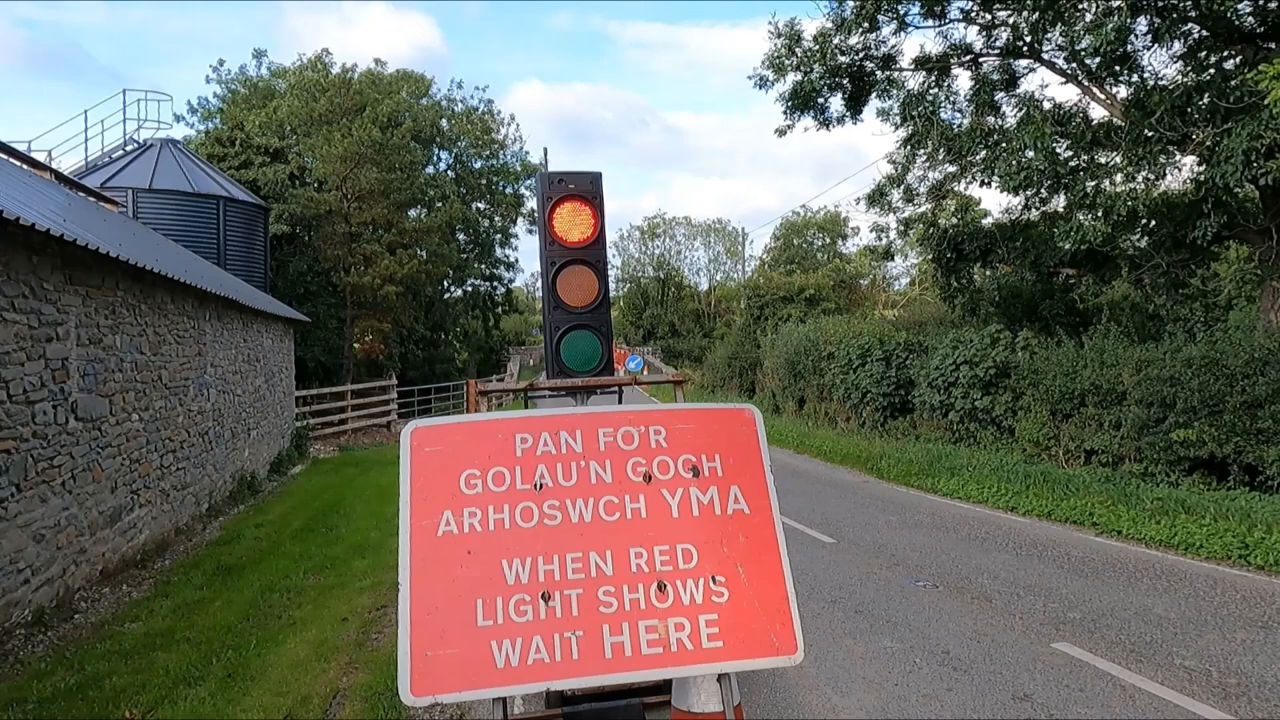 PAN FO'R
GOLAU'N GOCH
ARHOSWCH YMA
WHEN RED
LIGHT SHOWS
WAIT HERE